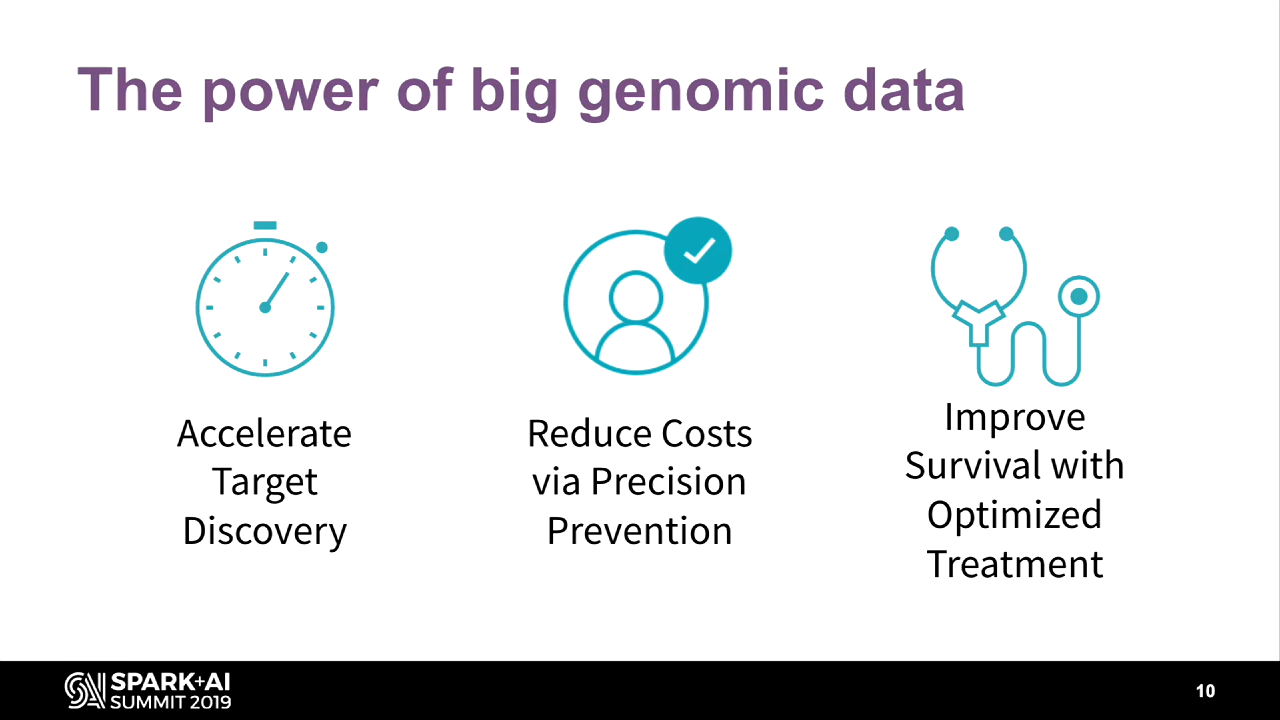 The power of big genomic data
Accelerate
Target
Discovery
Reduce Costs
via Precision
Prevention
Improve
Survival with
Optimized
Treatment
SPARK+AI
SUMMIT 2019
10